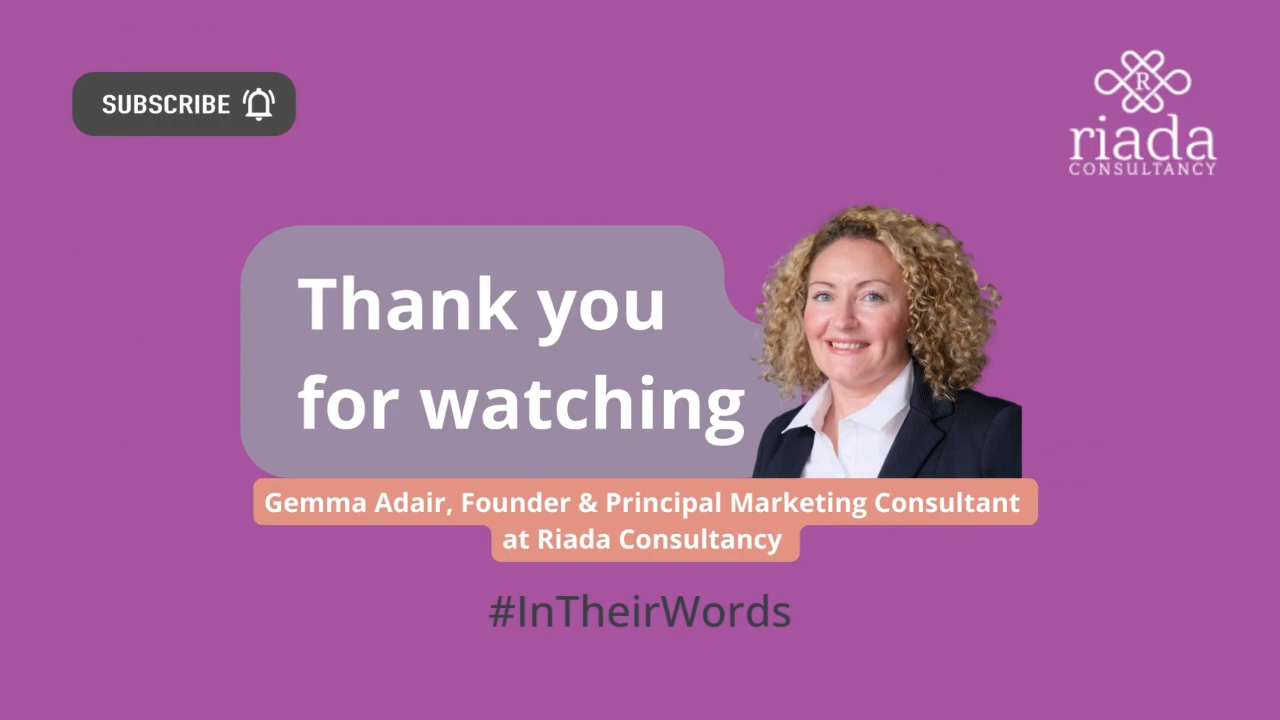 SUBSCRIBE
R
riada
CONSULTANCY
Thank you
for watching
Gemma Adair, Founder & Principal Marketing Consultant
at Riada Consultancy
#InTheirWords